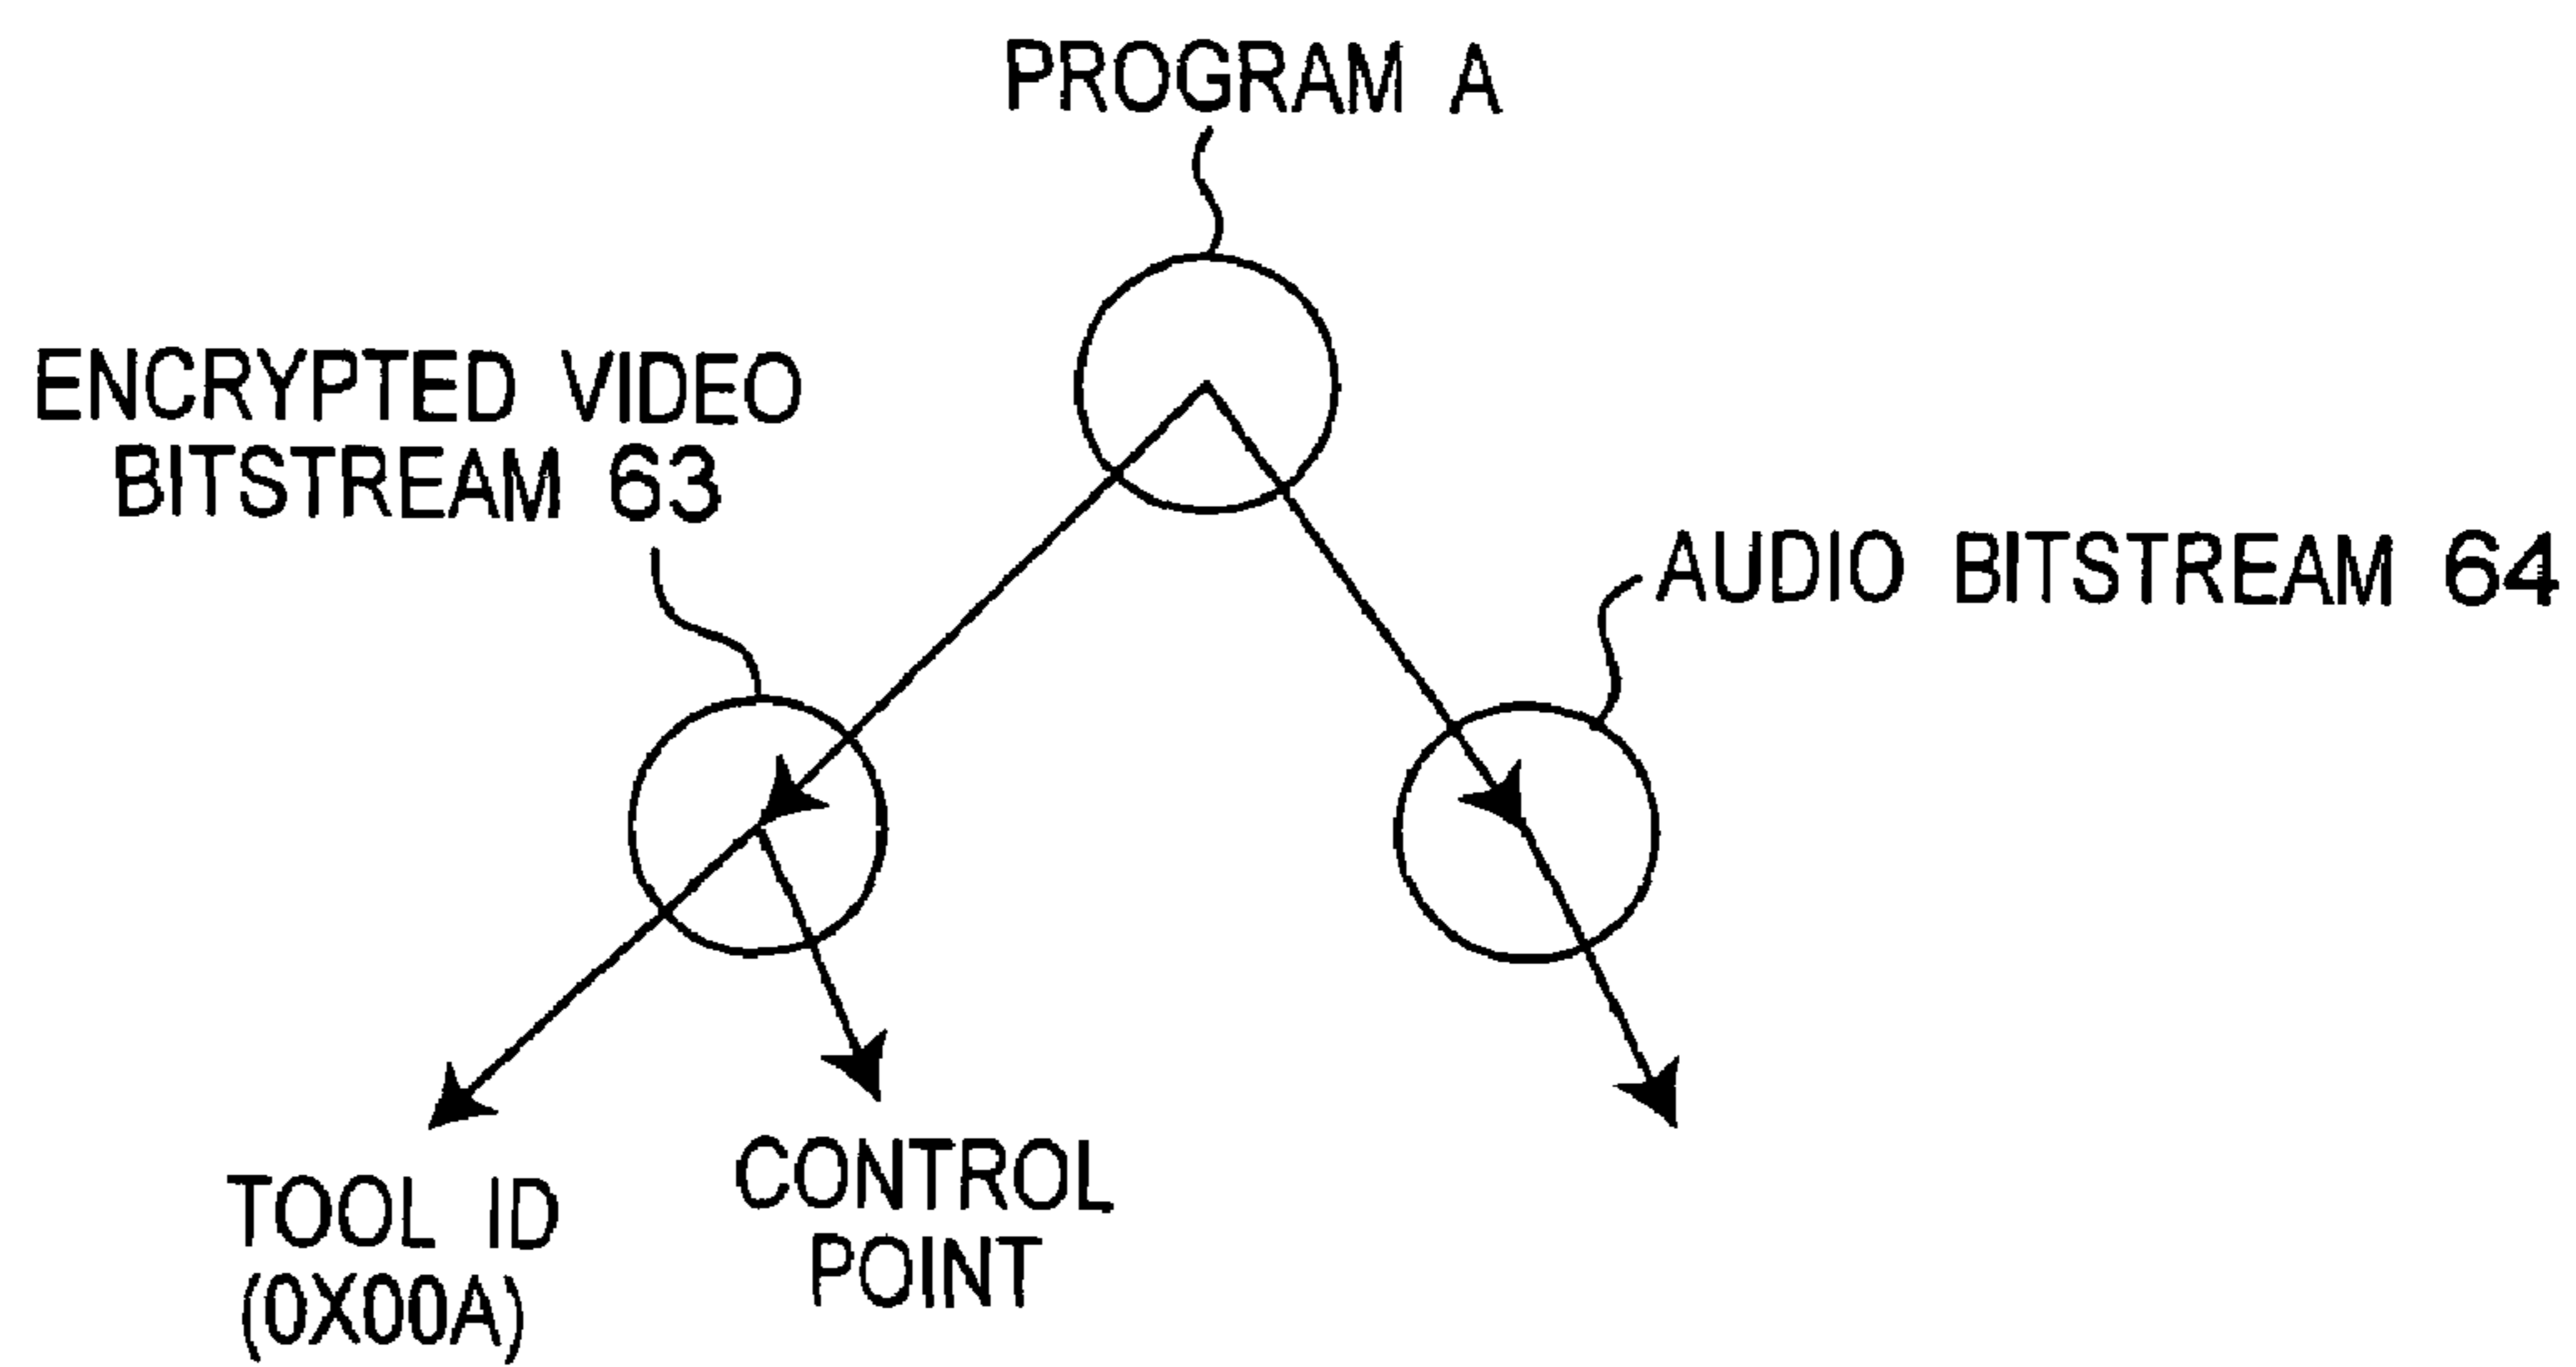 PROGRAM A
ENCRYPTED VIDEO
BITSTREAM 63
AUDIO BITSTREAM 64
TOOL ID
(0X00A)
CONTROL
POINT